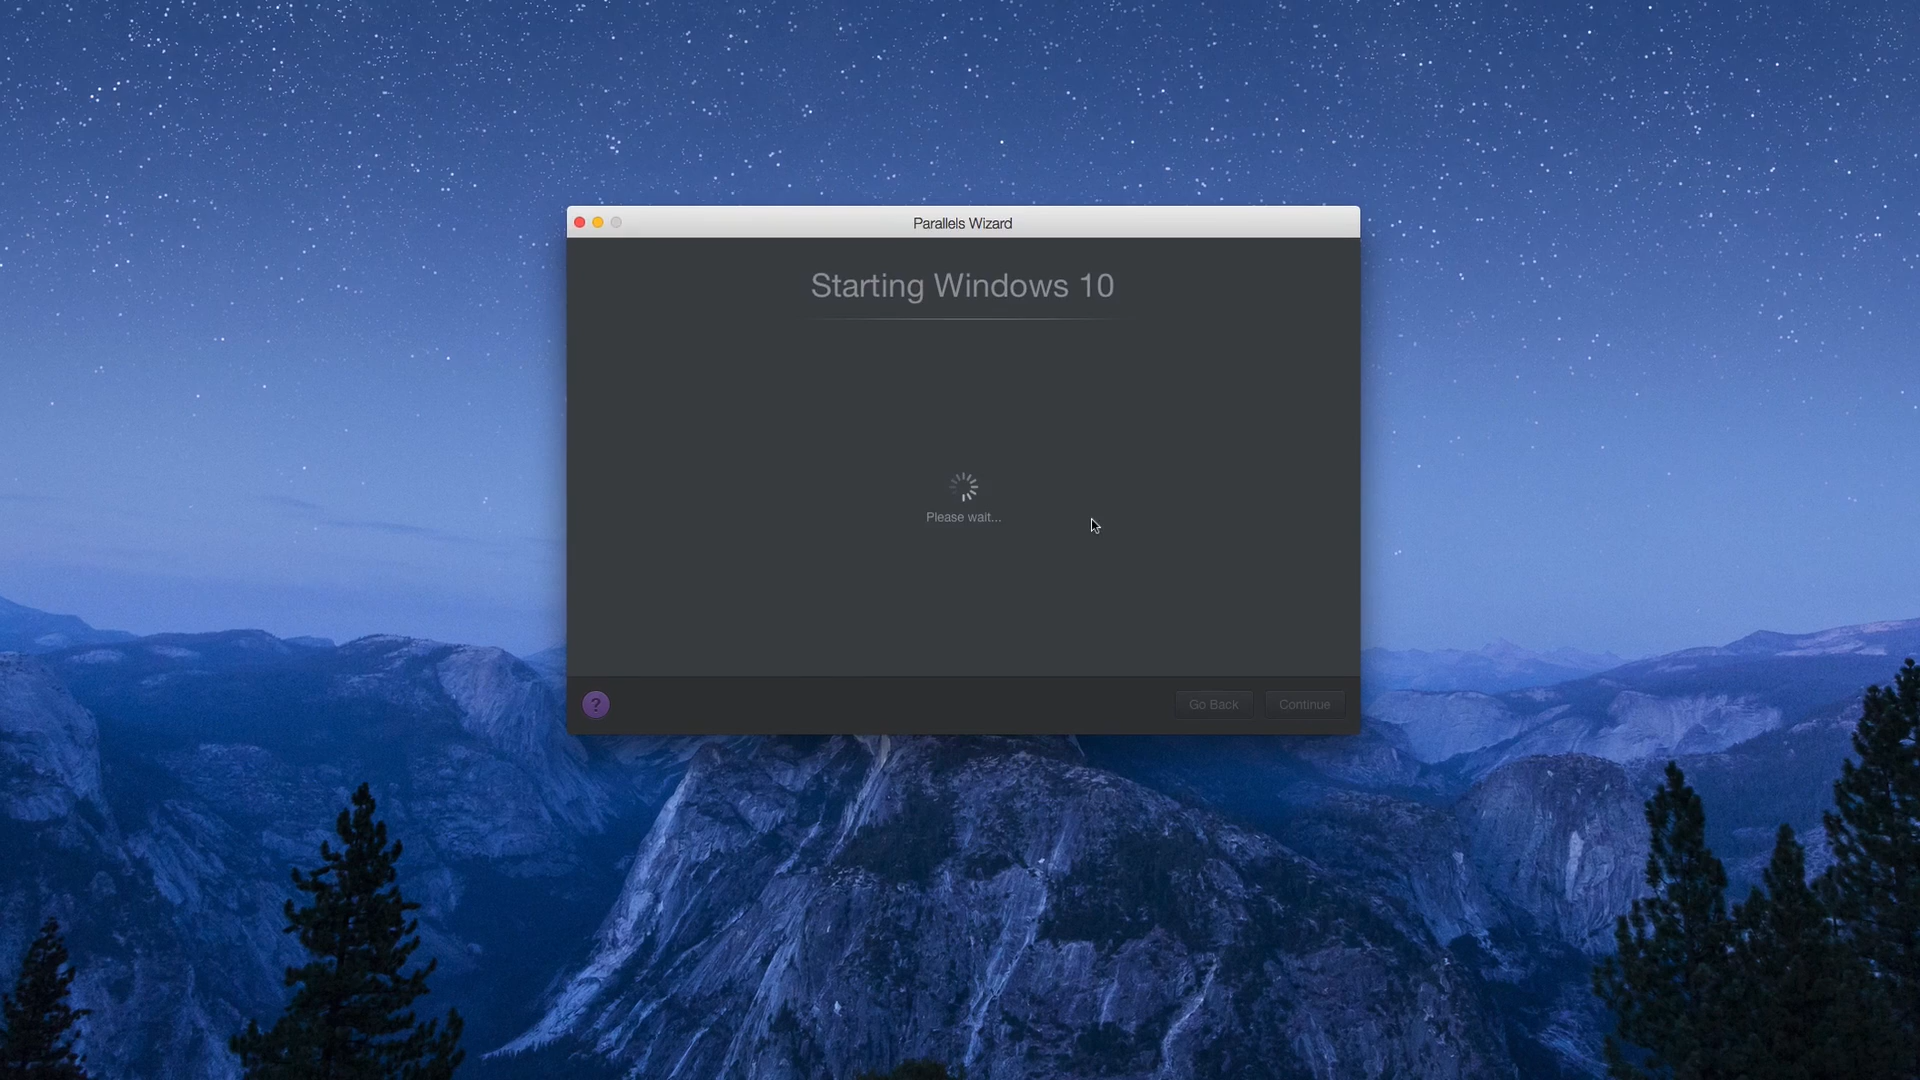 Parallels Wizard
Starting Windows 10
Please wait...
?
Go Back
Continue